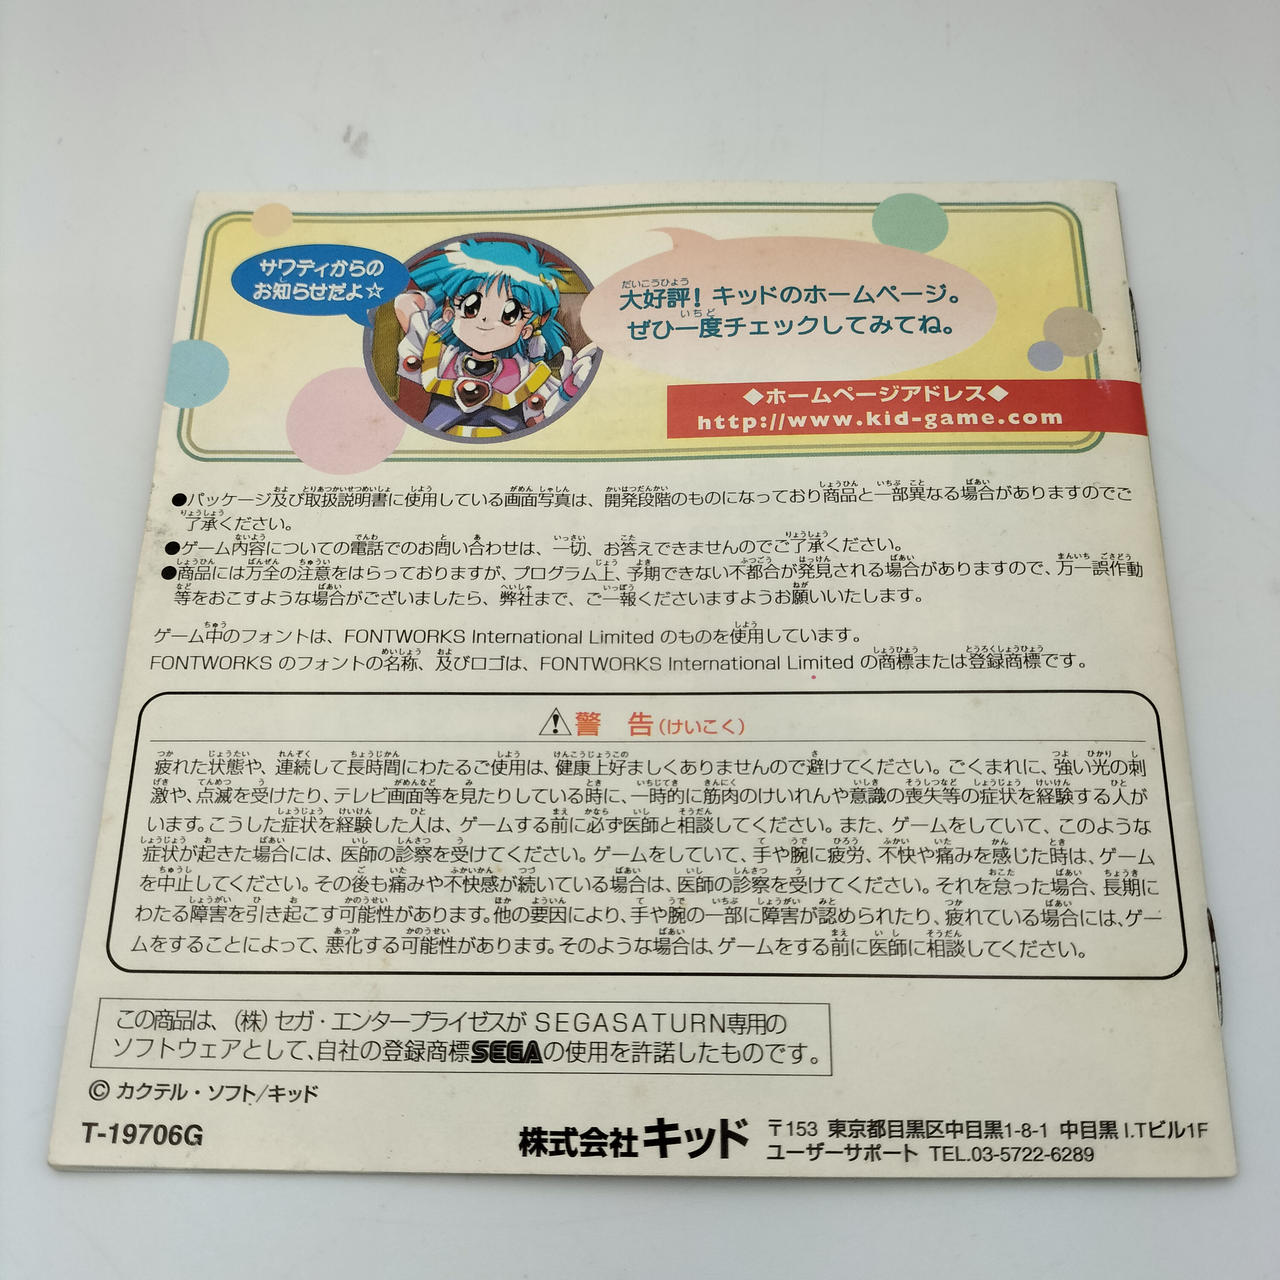 サワディからの
お知らせだよ☆
大好評！キッドのホームページ。
ぜひ一度チェックしてみてね。
◆ホームページアドレス◆
http://www.kid-game.com
●パッケージ及び取扱説明書に使用している画面写真は、開発段階のものになっており商品と一部異なる場合がありますのでご
了承ください。
●ゲーム内容についての電話でのお問い合わせは、一切、お答えできませんのでご了承ください。
●商品には万全の注意をはらっておりますが、プログラム上、予期できない不都合が発見される場合がありますので、万一誤作動
等をおこすような場合がございましたら、弊社まで、ご一報くださいますようお願いいたします。
ゲーム中のフォントは、FONTWORKS International Limited のものを使用しています。
FONTWORKS のフォントの名称、及びロゴは、FONTWORKS International Limited の商標または登録商標です。
⚠警 告(けいこく)
疲れた状態や、連続して長時間にわたるご使用は、健康上好ましくありませんので避けてください。ごくまれに、強い光の刺
激や、点滅を受けたり、テレビ画面等を見たりしている時に、一時的に筋肉のけいれんや意識の喪失等の症状を経験する人が
います。こうした症状を経験した人は、ゲームする前に必ず医師と相談してください。また、ゲームをしていて、このような
症状が起きた場合には、医師の診察を受けてください。ゲームをしていて、手や腕に疲労、不快や痛みを感じた時は、ゲーム
を中止してください。その後も痛みや不快感が続いている場合は、医師の診察を受けてください。それを怠った場合、長期に
わたる障害を引き起こす可能性があります。他の要因により、手や腕の一部に障害が認められたり、疲れている場合には、ゲー
ムをすることによって、悪化する可能性があります。そのような場合は、ゲームをする前に医師に相談してください。
この商品は、（株）セガ・エンタープライゼスが SEGASATURN専用の
ソフトウェアとして、自社の登録商標SEGAの使用を許諾したものです。
© カクテル・ソフト/キッド
T-19706G
株式会社キッド
〒153 東京都目黒区中目黒1-8-1 中目黒 I.Tビル1F
ユーザーサポート TEL.03-5722-6289